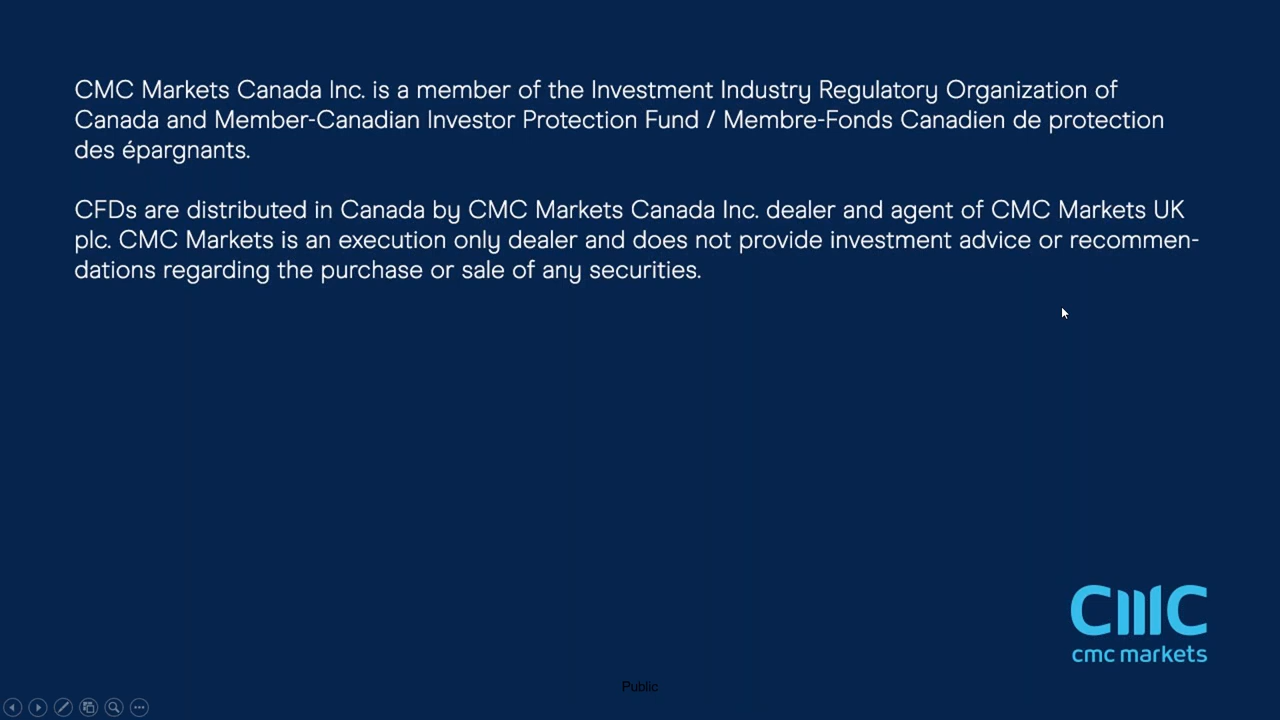 CMC Markets Canada Inc. is a member of the Investment Industry Regulatory Organization of
Canada and Member-Canadian Investor Protection Fund / Membre-Fonds Canadien de protection
des épargnants.
CFDs are distributed in Canada by CMC Markets Canada Inc. dealer and agent of CMC Markets UK
plc. CMC Markets is an execution only dealer and does not provide investment advice or recommen-
dations regarding the purchase or sale of any securities.
CMC
cmc markets
Public